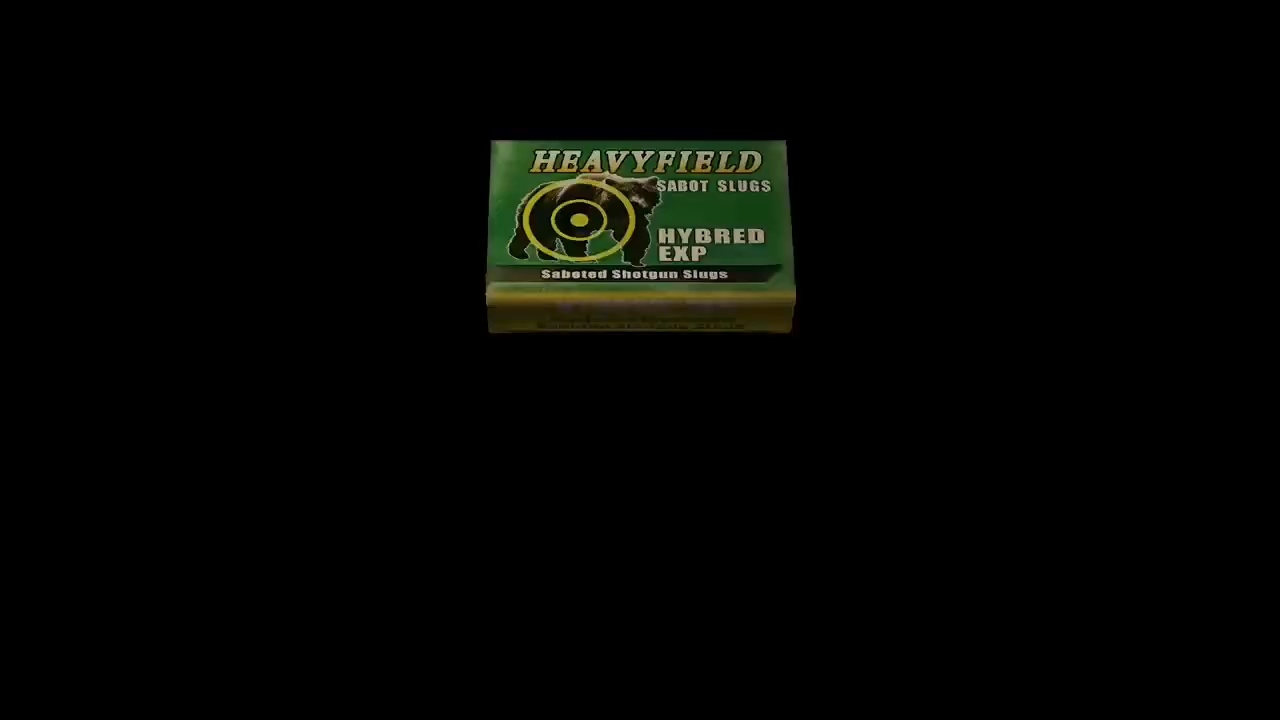 HEAVYFIELD
SABOT SLUGS
HYBRED
EXP
Saboted Shotgun Slugs